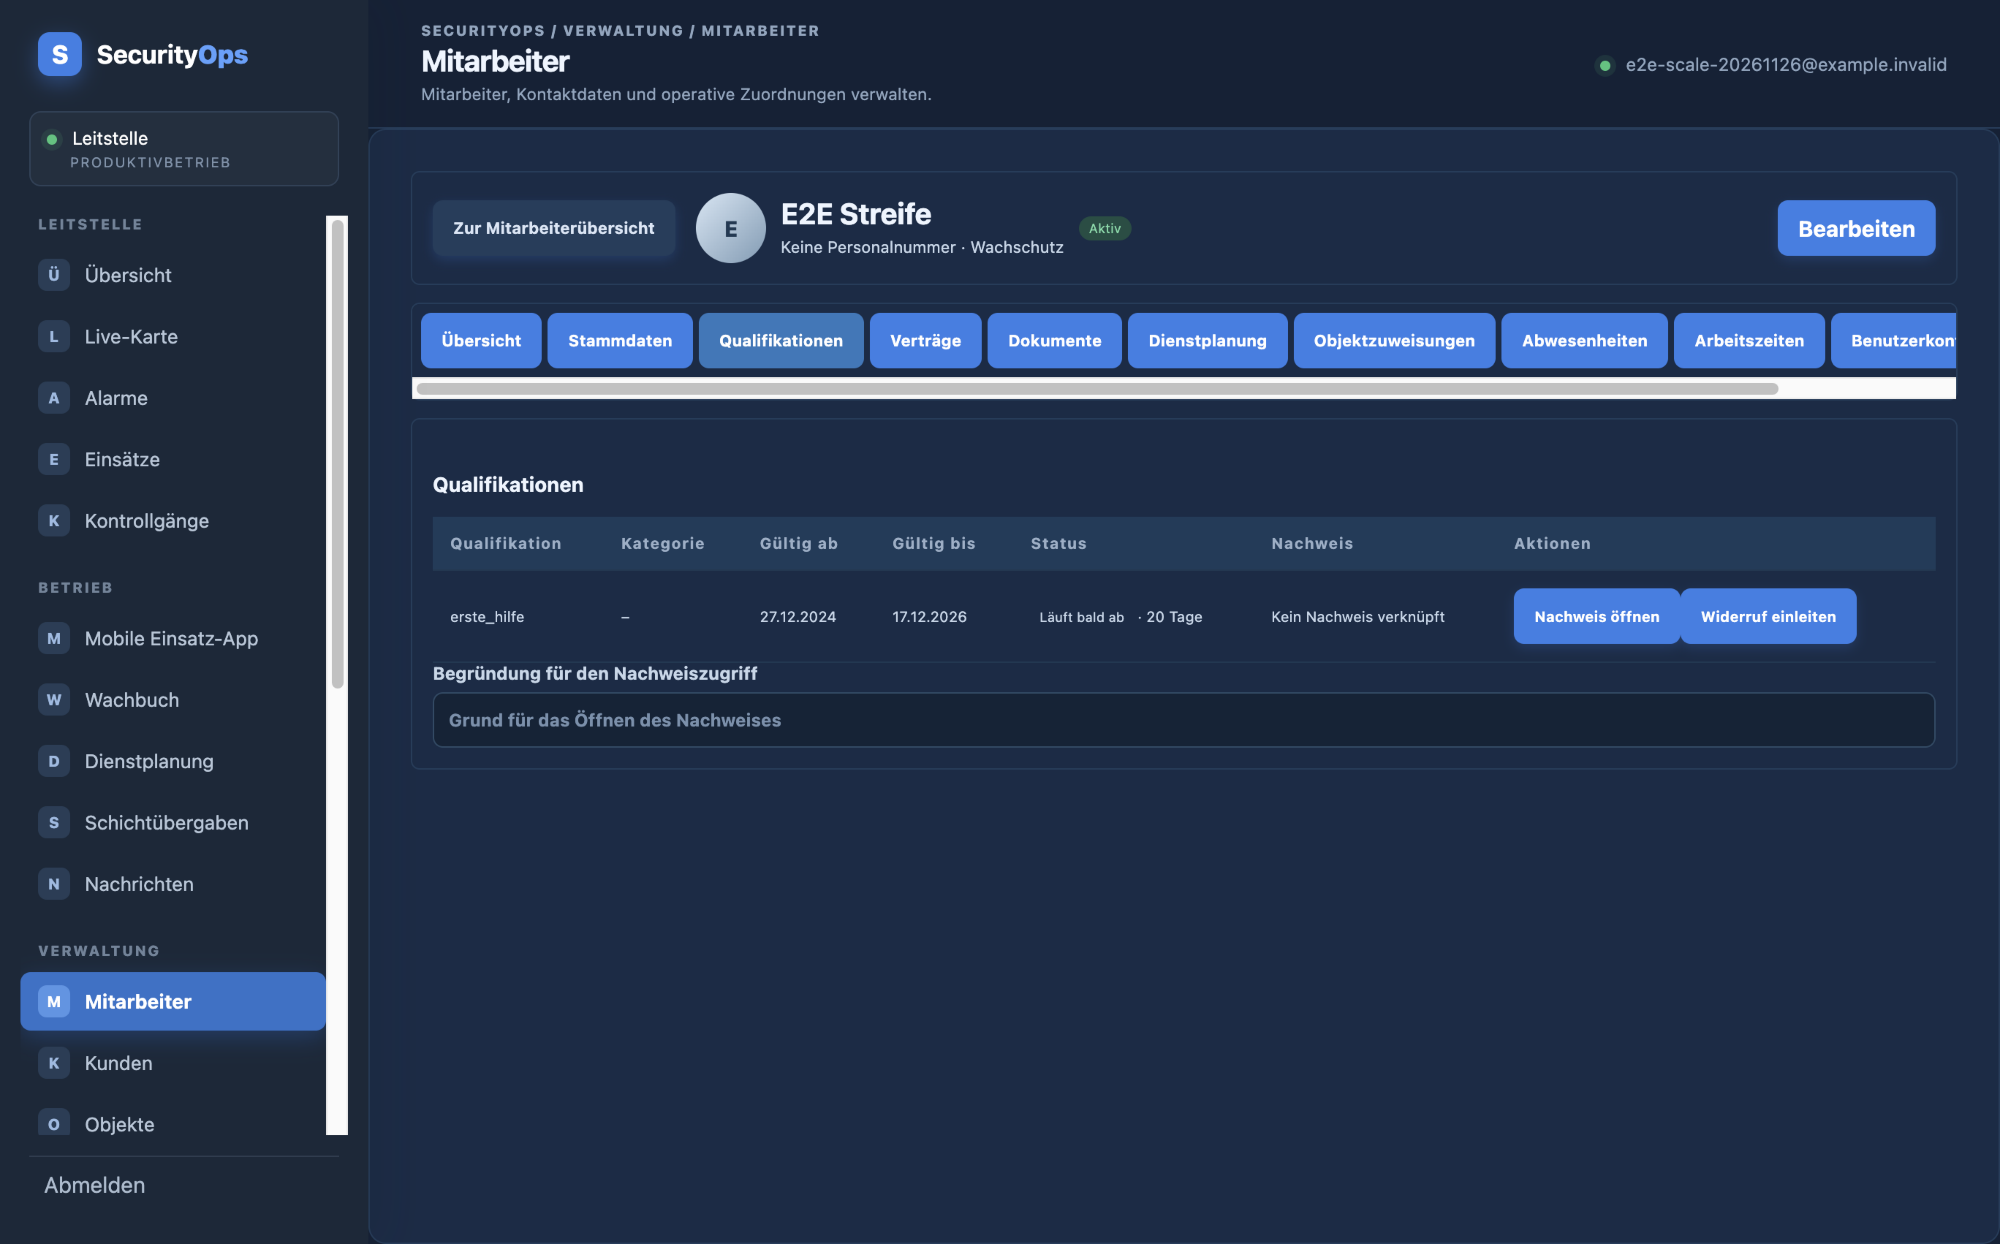 S SecurityOps
Leitstelle
PRODUKTIVBETRIEB
LEITSTELLE
Ü Übersicht
L Live-Karte
A Alarme
E Einsätze
K Kontrollgänge
BETRIEB
M Mobile Einsatz-App
W Wachbuch
D Dienstplanung
S Schichtübergaben
N Nachrichten
VERWALTUNG
M Mitarbeiter
K Kunden
O Objekte
Abmelden
SECURITYOPS / VERWALTUNG / MITARBEITER
Mitarbeiter
Mitarbeiter, Kontaktdaten und operative Zuordnungen verwalten.
e2e-scale-20261126@example.invalid
Zur Mitarbeiterübersicht
E
E2E Streife
Keine Personalnummer · Wachschutz
Aktiv
Bearbeiten
Übersicht Stammdaten Qualifikationen Verträge Dokumente Dienstplanung Objektzuweisungen Abwesenheiten Arbeitszeiten Benutzerkon
Qualifikationen
Qualifikation Kategorie Gültig ab Gültig bis Status Nachweis Aktionen
erste_hilfe – 27.12.2024 17.12.2026 Läuft bald ab · 20 Tage Kein Nachweis verknüpft Nachweis öffnen Widerruf einleiten
Begründung für den Nachweiszugriff
Grund für das Öffnen des Nachweises